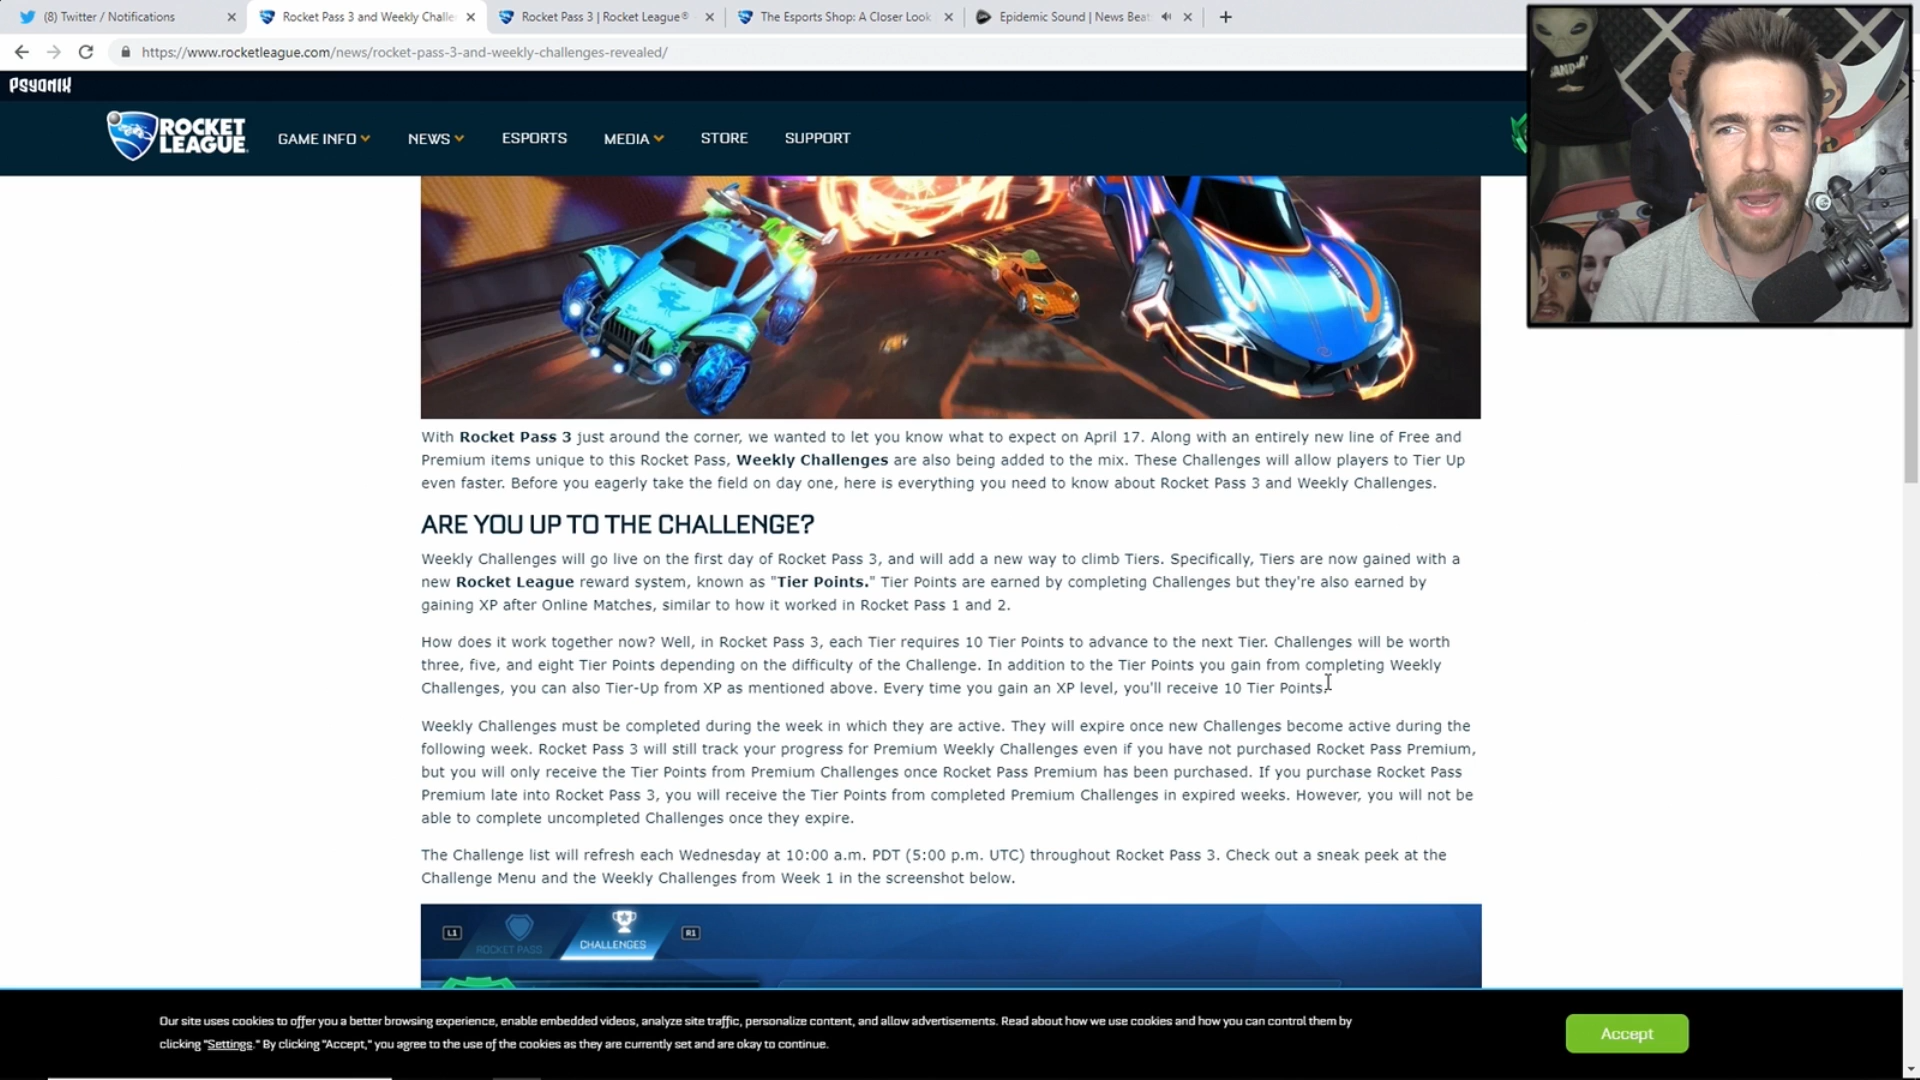 (8) Twitter / Notifications
Rocket Pass 3 and Weekly Challe
Rocket Pass 3 | Rocket League®
The Esports Shop: A Closer Look
Epidemic Sound | News Beat
https://www.rocketleague.com/news/rocket-pass-3-and-weekly-challenges-revealed/
PSYONIX
ROCKET LEAGUE
GAME INFO
NEWS
ESPORTS
MEDIA
STORE
SUPPORT
With Rocket Pass 3 just around the corner, we wanted to let you know what to expect on April 17. Along with an entirely new line of Free and
Premium items unique to this Rocket Pass, Weekly Challenges are also being added to the mix. These Challenges will allow players to Tier Up
even faster. Before you eagerly take the field on day one, here is everything you need to know about Rocket Pass 3 and Weekly Challenges.
ARE YOU UP TO THE CHALLENGE?
Weekly Challenges will go live on the first day of Rocket Pass 3, and will add a new way to climb Tiers. Specifically, Tiers are now gained with a
new Rocket League reward system, known as "Tier Points." Tier Points are earned by completing Challenges but they're also earned by
gaining XP after Online Matches, similar to how it worked in Rocket Pass 1 and 2.
How does it work together now? Well, in Rocket Pass 3, each Tier requires 10 Tier Points to advance to the next Tier. Challenges will be worth
three, five, and eight Tier Points depending on the difficulty of the Challenge. In addition to the Tier Points you gain from completing Weekly
Challenges, you can also Tier-Up from XP as mentioned above. Every time you gain an XP level, you'll receive 10 Tier Points.
Weekly Challenges must be completed during the week in which they are active. They will expire once new Challenges become active during the
following week. Rocket Pass 3 will still track your progress for Premium Weekly Challenges even if you have not purchased Rocket Pass Premium,
but you will only receive the Tier Points from Premium Challenges once Rocket Pass Premium has been purchased. If you purchase Rocket Pass
Premium late into Rocket Pass 3, you will receive the Tier Points from completed Premium Challenges in expired weeks. However, you will not be
able to complete uncompleted Challenges once they expire.
The Challenge list will refresh each Wednesday at 10:00 a.m. PDT (5:00 p.m. UTC) throughout Rocket Pass 3. Check out a sneak peek at the
Challenge Menu and the Weekly Challenges from Week 1 in the screenshot below.
L1
ROCKET PASS
CHALLENGES
R1
Our site uses cookies to offer you a better browsing experience, enable embedded videos, analyze site traffic, personalize content, and allow advertisements. Read about how we use cookies and how you can control them by
clicking "Settings." By clicking "Accept," you agree to the use of the cookies as they are currently set and are okay to continue.
Accept